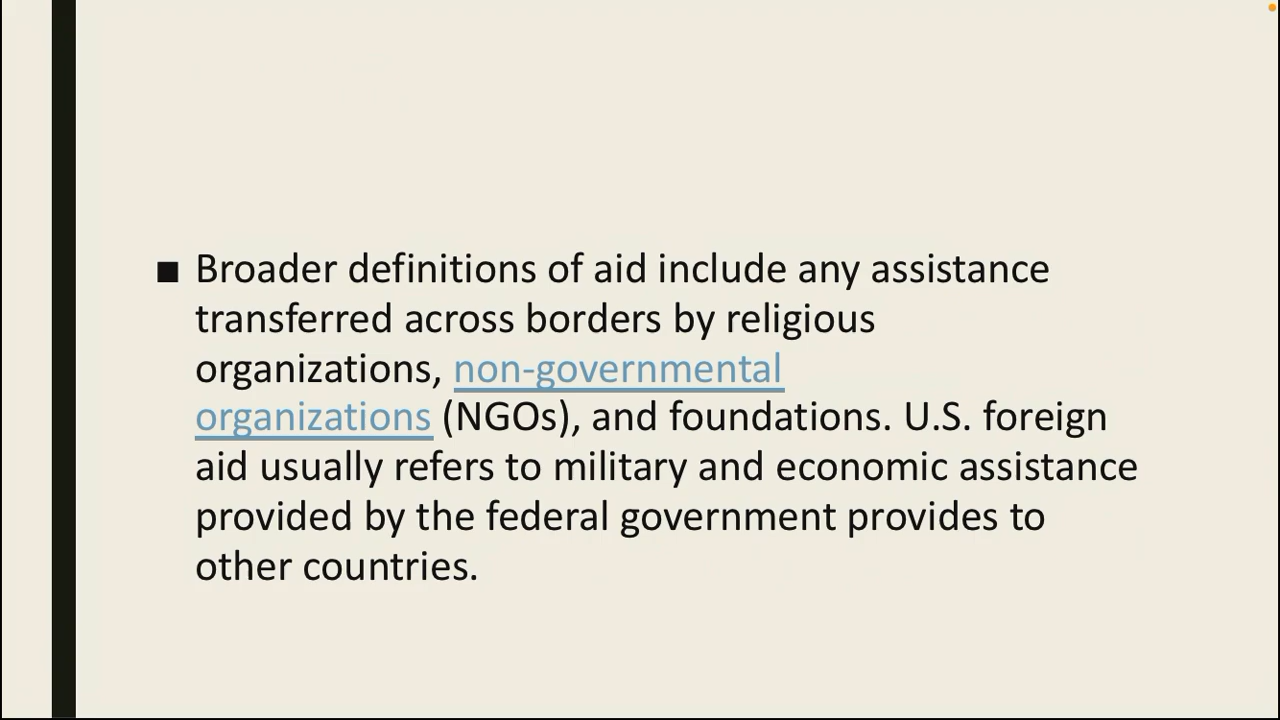 ■ Broader definitions of aid include any assistance
transferred across borders by religious
organizations, non-governmental
organizations (NGOs), and foundations. U.S. foreign
aid usually refers to military and economic assistance
provided by the federal government provides to
other countries.